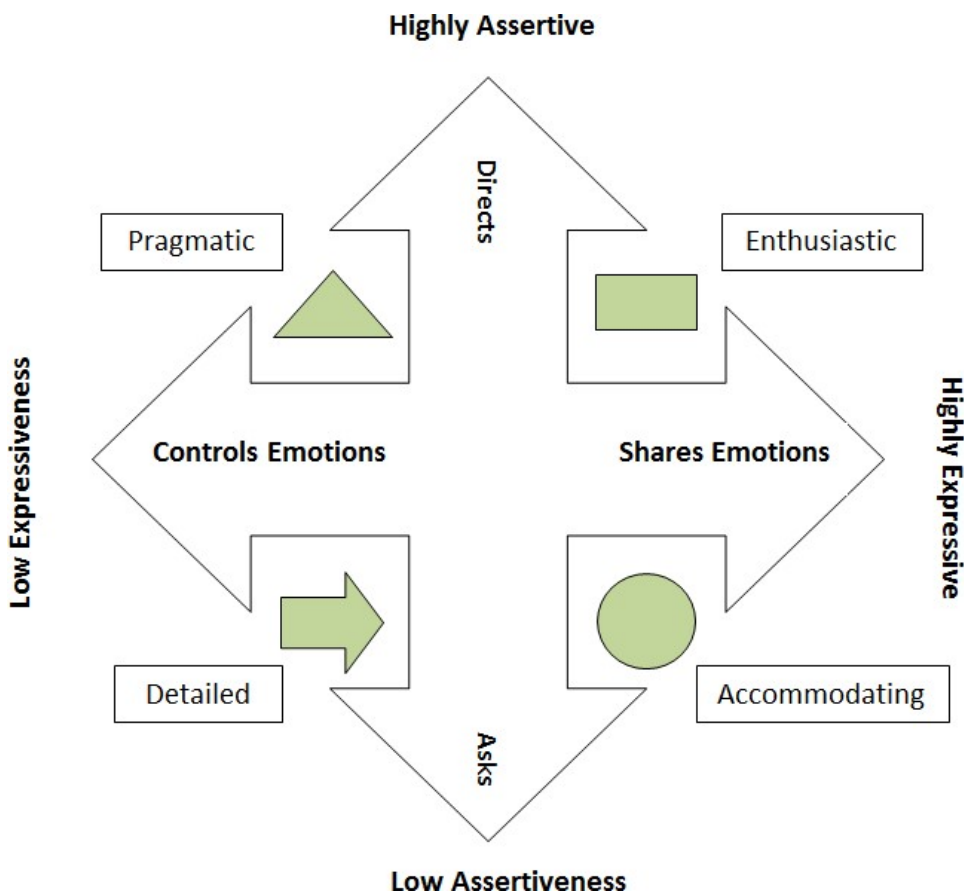 Highly Assertive
Directs
Pragmatic
Enthusiastic
Low Expressiveness
Controls Emotions
Shares Emotions
Highly Expressive
Detailed
Accommodating
Asks
Low Assertiveness